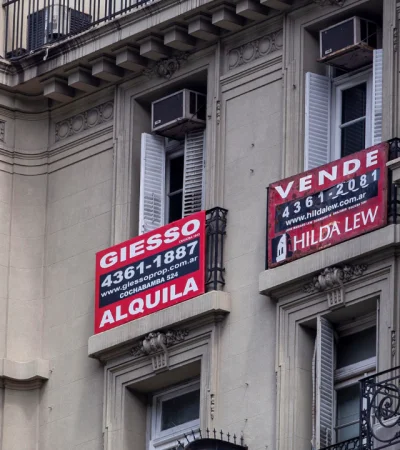 GIESSO
4361-1887
www.giessoprop.com.ar
COCHABAMBA 524
ALQUILA
VENDE
4361-2081
www.hildalew.com.ar
HILDA LEW